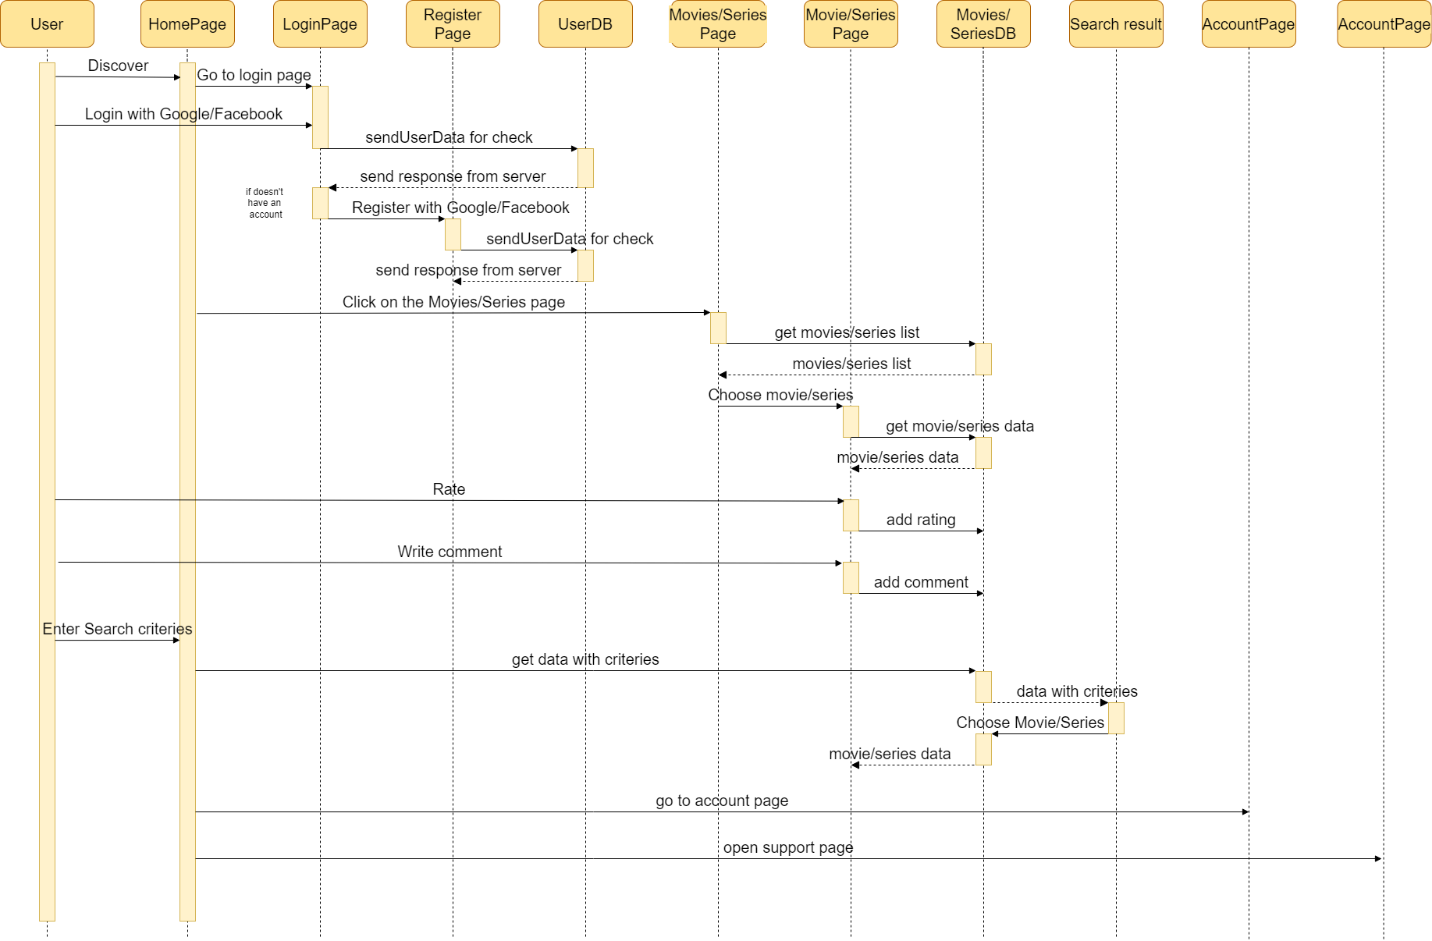 User
HomePage
LoginPage
Register
Page
UserDB
Movies/Series
Page
Movie/Series
Page
Movies/
SeriesDB
Search result
AccountPage
AccountPage
Discover
Go to login page
Login with Google/Facebook
sendUserData for check
send response from server
if doesn't
have an
account
Register with Google/Facebook
sendUserData for check
send response from server
Click on the Movies/Series page
get movies/series list
movies/series list
Choose movie/series
get movie/series data
movie/series data
Rate
add rating
Write comment
add comment
Enter Search criteries
get data with criteries
data with criteries
Choose Movie/Series
movie/series data
go to account page
open support page